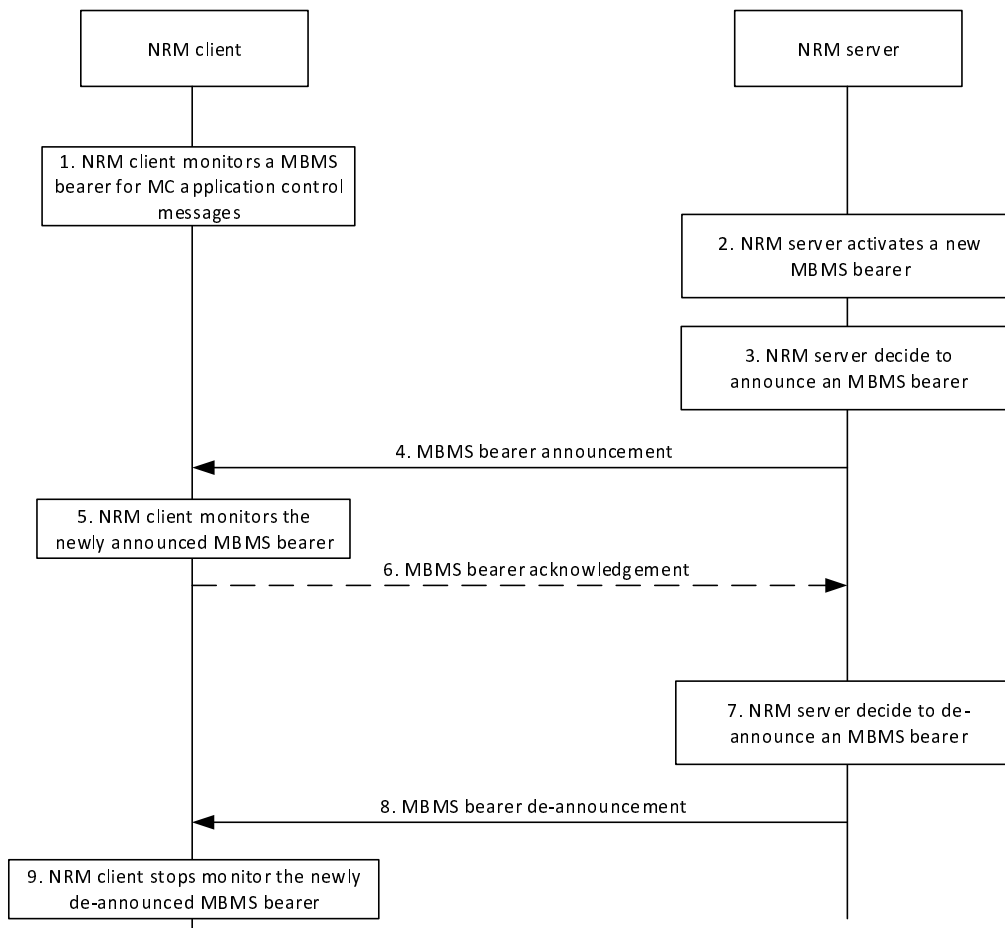 NRM client
NRM server
1. NRM client monitors a MBMS
bearer for MC application control
messages
2. NRM server activates a new
MBMS bearer
3. NRM server decide to
announce an MBMS bearer
4. MBMS bearer announcement
5. NRM client monitors the
newly announced MBMS bearer
6. MBMS bearer acknowledgement
7. NRM server decide to de-
announce an MBMS bearer
8. MBMS bearer de-announcement
9. NRM client stops monitor the newly
de-announced MBMS bearer